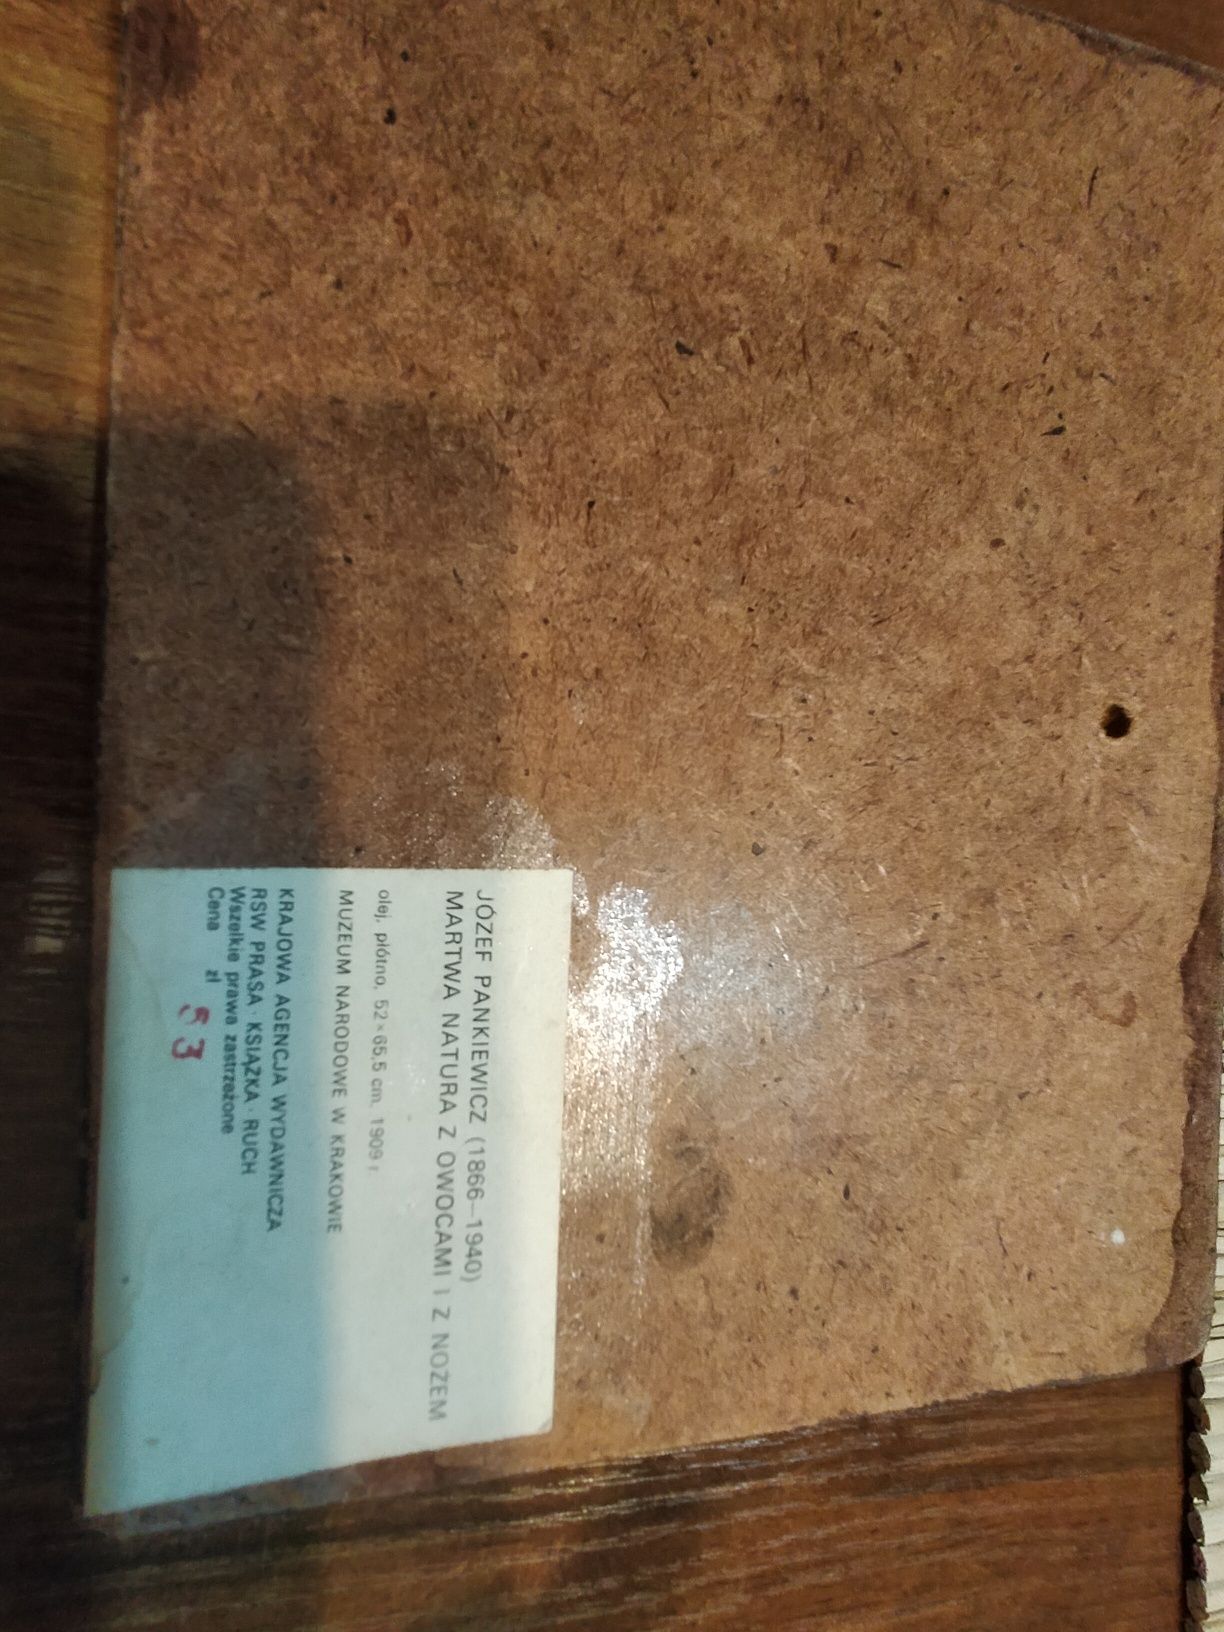 JÓZEF PANKIEWICZ (1866–1940)
MARTWA NATURA Z OWOCAMI I Z NOŻEM
olej, płótno, 52×65,5 cm, 1909 r.
MUZEUM NARODOWE W KRAKOWIE
KRAJOWA AGENCJA WYDAWNICZA
RSW PRASA · KSIĄŻKA · RUCH
Wszelkie prawa zastrzeżone
Cena zł 53